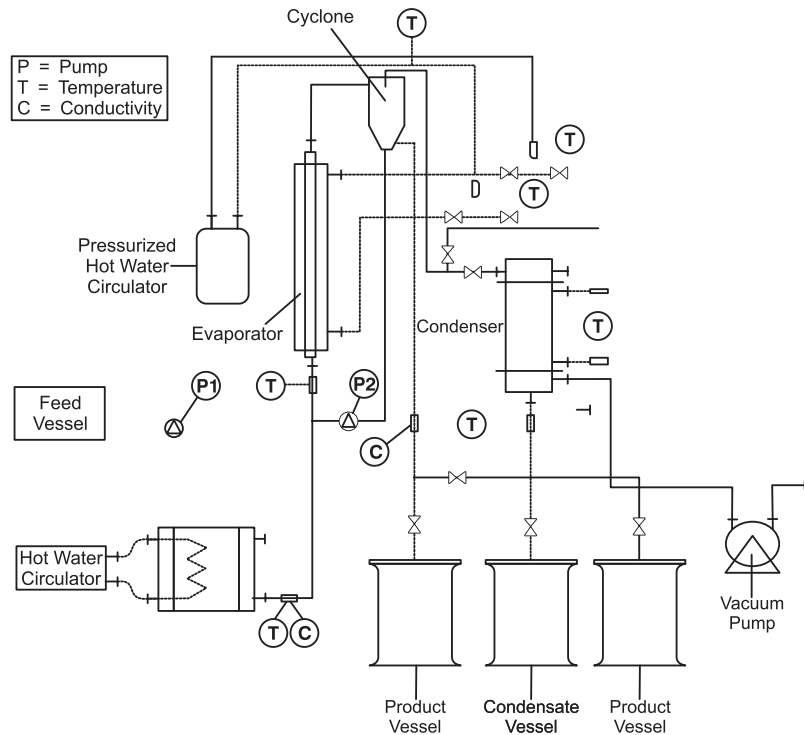 Cyclone
T
P = Pump
T = Temperature
C = Conductivity
T
T
Pressurized
Hot Water
Circulator
Evaporator
Condenser
T
Feed
Vessel
P1
T
P2
C
T
Hot Water
Circulator
T
C
Vacuum
Pump
Product
Vessel
Condensate
Vessel
Product
Vessel